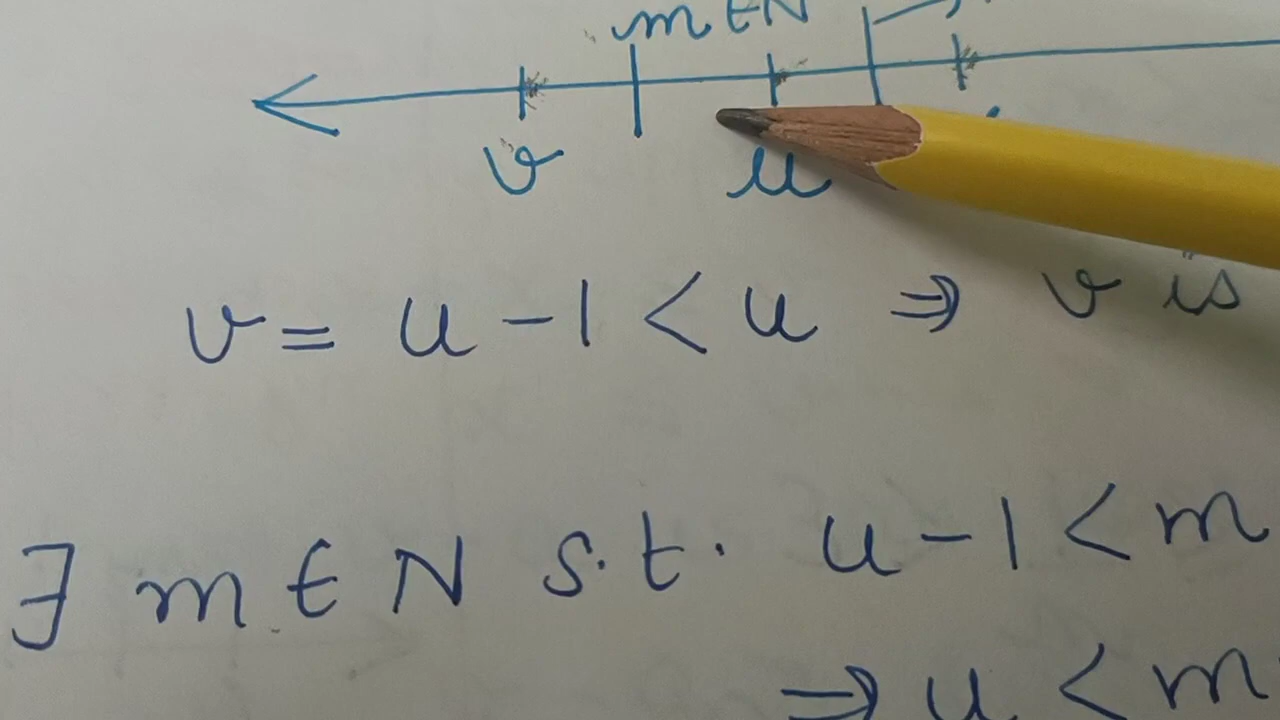 m ∈ N
v u
v = u - 1 < u ⇒ v is
∃ m ∈ N s.t. u - 1 < m
⇒ u < m